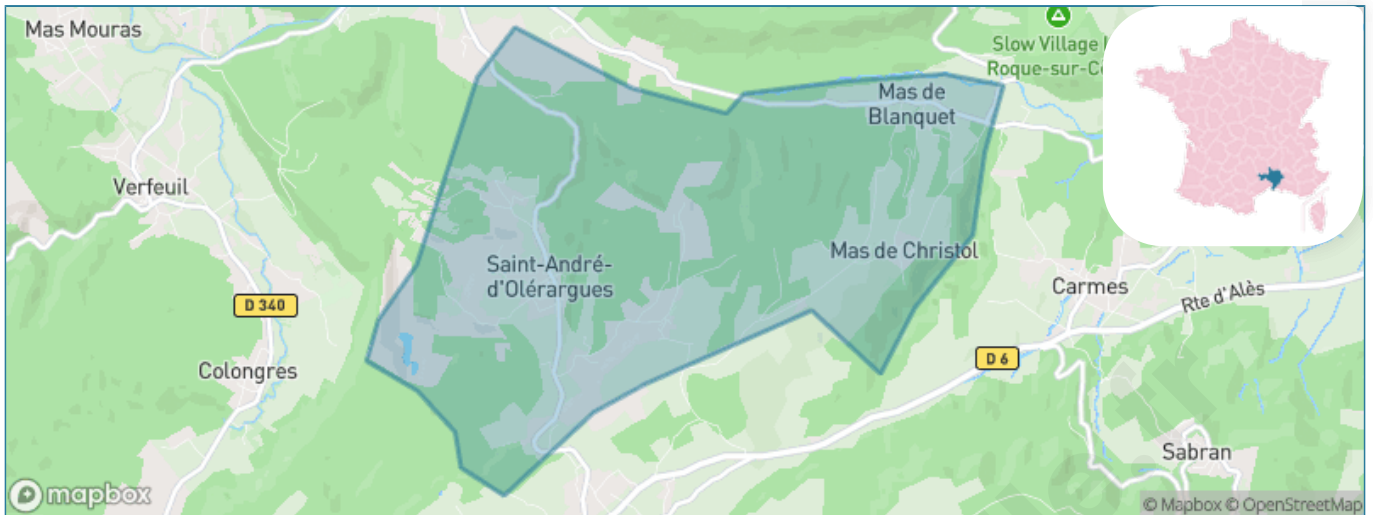 Mas Mouras
Slow Village
Roque-sur-C
Mas de
Blanquet
Verfeuil
Mas de Christol
Saint-André-
d'Olérargues
Carmes
Rte d'Alès
D 340
D 6
Colongres
Sabran
mapbox
© Mapbox © OpenStreetMap